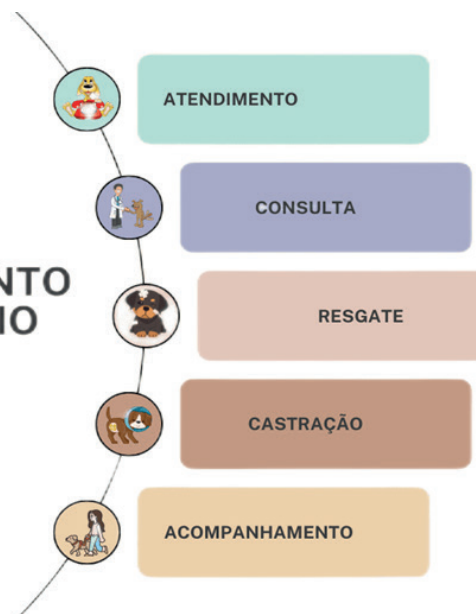 ATENDIMENTO
CONSULTA
NTO
IO
RESGATE
CASTRAÇÃO
ACOMPANHAMENTO